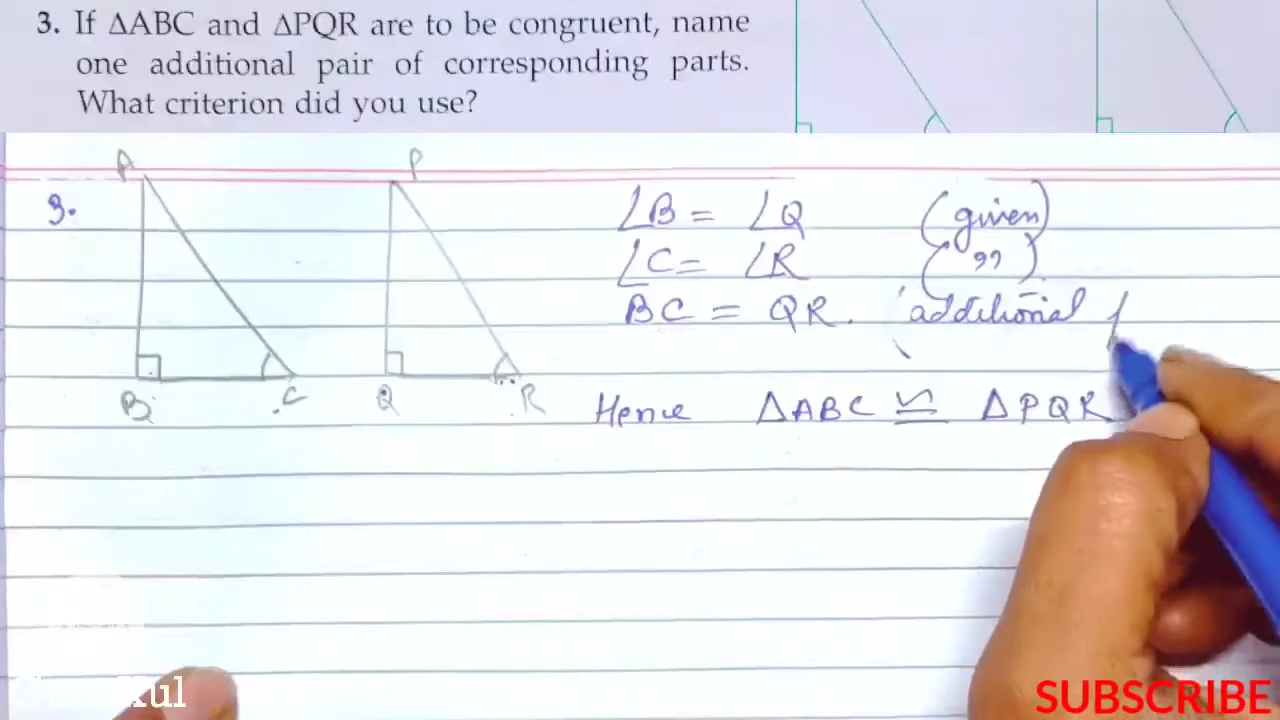 3. If ΔABC and ΔPQR are to be congruent, name
one additional pair of corresponding parts.
What criterion did you use?
A P
3.
∠B = ∠Q (given)
∠C = ∠R ( " )
BC = QR. (additional
B C Q R
Hence ΔABC ≌ ΔPQR
SUBSCRIBE